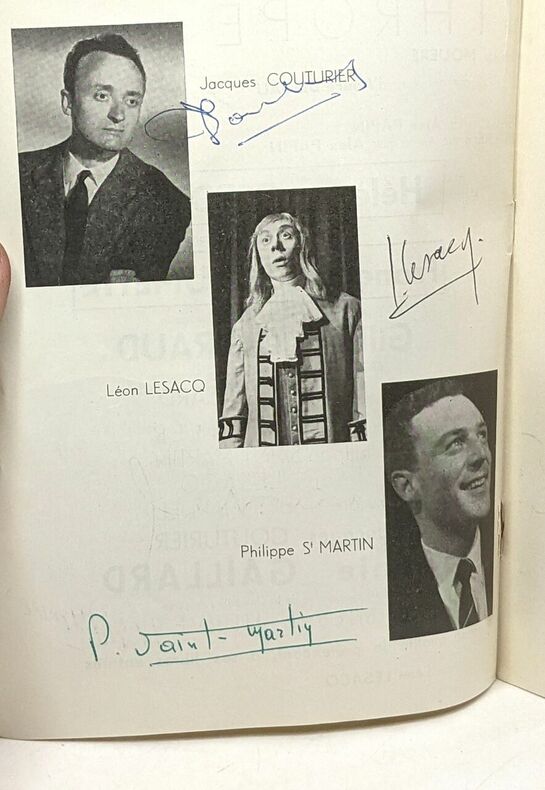 Jacques COUTURIER
L. Lesacq.
Léon LESACQ
Philippe St MARTIN
P. Saint-Martin